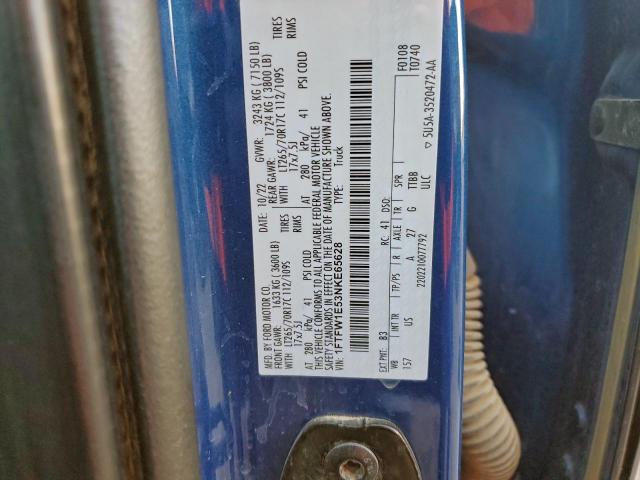 MFD. BY FORD MOTOR CO.
DATE: 10/22 GVWR: 3243 KG ( 7150 LB)
FRONT GAWR: 1633 KG ( 3600 LB) REAR GAWR: 1724 KG ( 3800 LB)
WITH LT265/70R17C 112/109S TIRES WITH LT265/70R17C 112/109S TIRES
17x7.5J RIMS 17x7.5J RIMS
AT 280 kPa/ 41 PSI COLD AT 280 kPa/ 41 PSI COLD
THIS VEHICLE CONFORMS TO ALL APPLICABLE FEDERAL MOTOR VEHICLE
SAFETY STANDARDS IN EFFECT ON THE DATE OF MANUFACTURE SHOWN ABOVE.
VIN: 1FTFW1E53NKE65628
TYPE: Truck
F0108
T0740
EXT PNT: B3 RC: 41 DSO:
WB INT TR TP/PS R AXLE TR SPR
157 US A 27 G TTBB
2202210077792 ULC
5U5A-3520472-AA